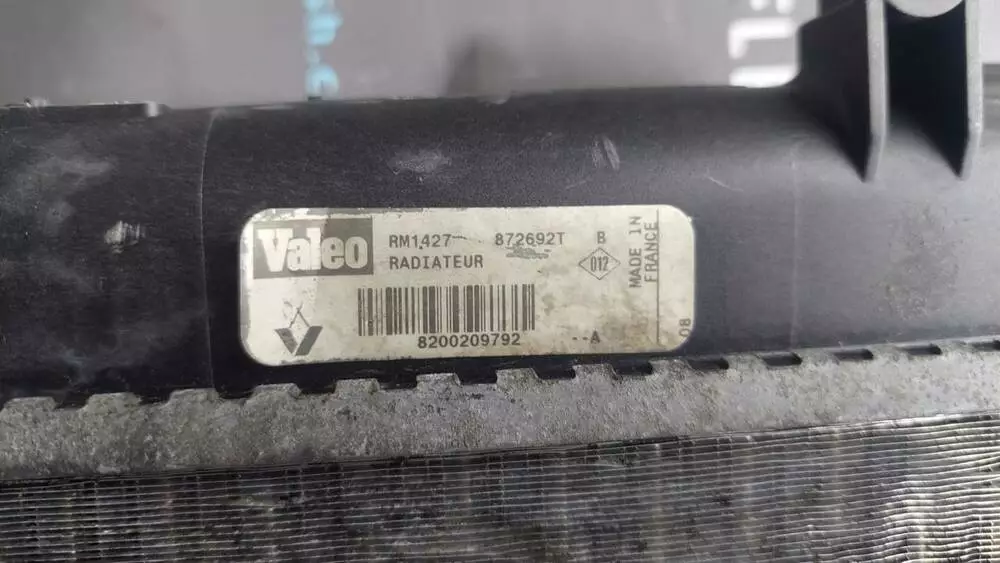 Valeo
RM1427 872692T B
RADIATEUR 012
MADE IN
FRANCE
8200209792 --A
08